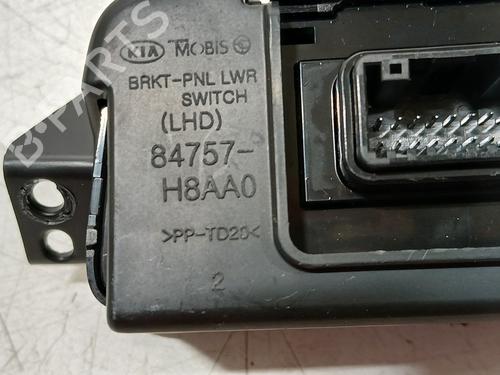 KIA MOBIS
BRKT-PNL LWR
SWITCH
(LHD)
84757-
H8AA0
>PP-TD20<
2
B-PARTS